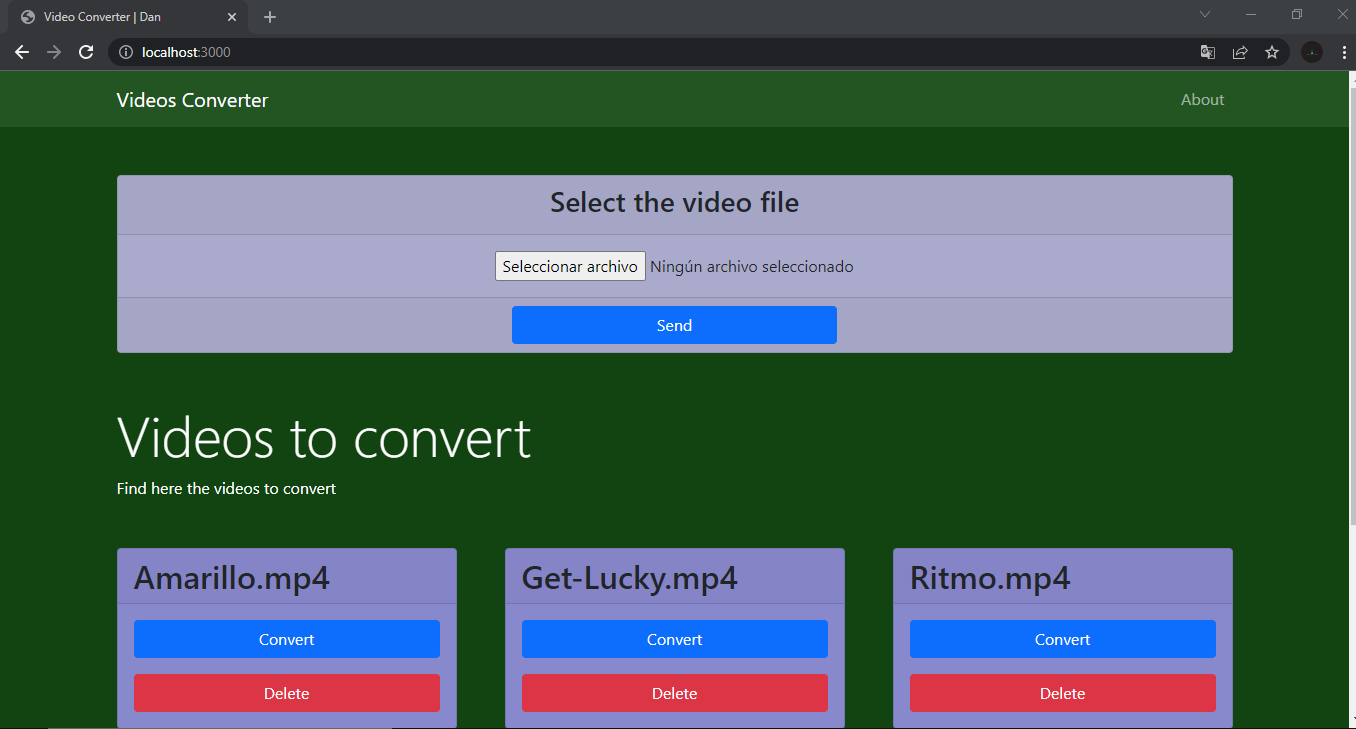 Video Converter | Dan
localhost:3000
Videos Converter
About
Select the video file
Seleccionar archivo Ningún archivo seleccionado
Send
Videos to convert
Find here the videos to convert
Amarillo.mp4
Convert
Delete
Get-Lucky.mp4
Convert
Delete
Ritmo.mp4
Convert
Delete